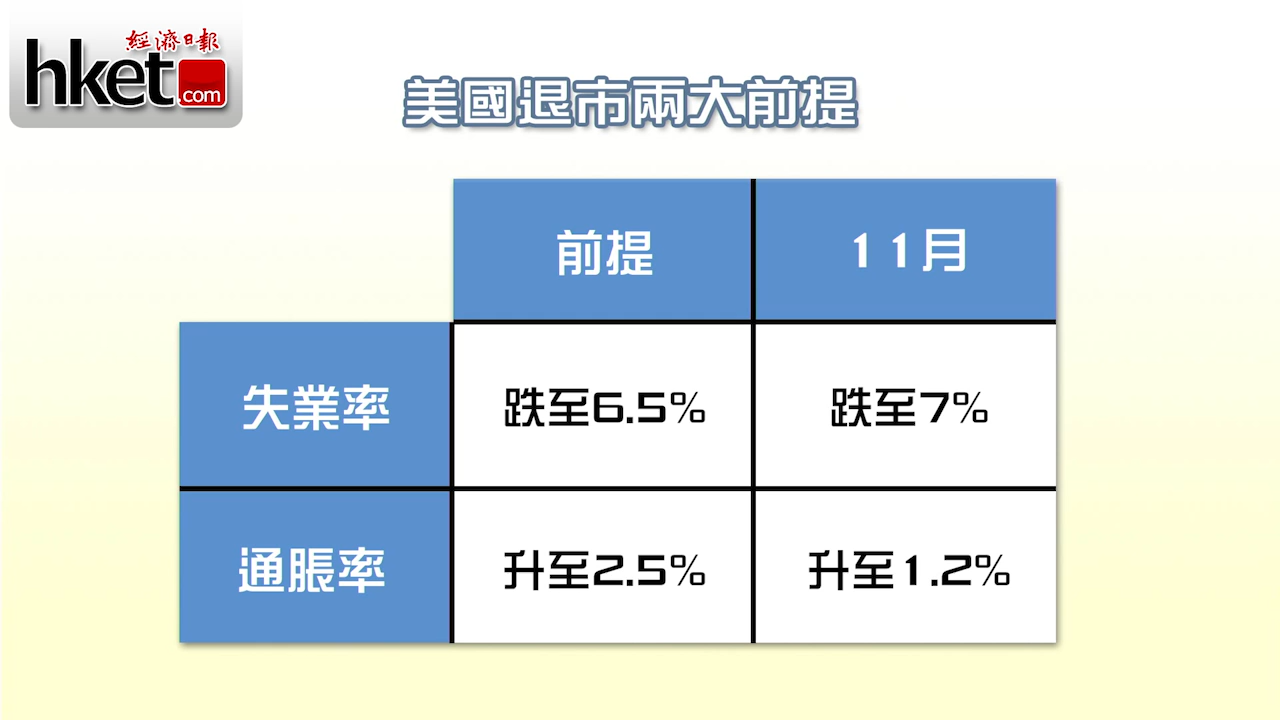 經濟日報
hket
.com
美國退市兩大前提
前提 11月
失業率 跌至6.5% 跌至7%
通脹率 升至2.5% 升至1.2%